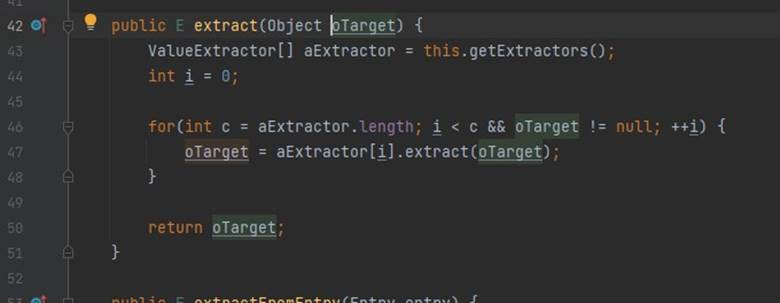 42 public E extract(Object oTarget) {
43 ValueExtractor[] aExtractor = this.getExtractors();
44 int i = 0;
45
46 for(int c = aExtractor.length; i < c && oTarget != null; ++i) {
47 oTarget = aExtractor[i].extract(oTarget);
48 }
49
50 return oTarget;
51 }
52
53 public E extractFromEntry(Entry entry) {